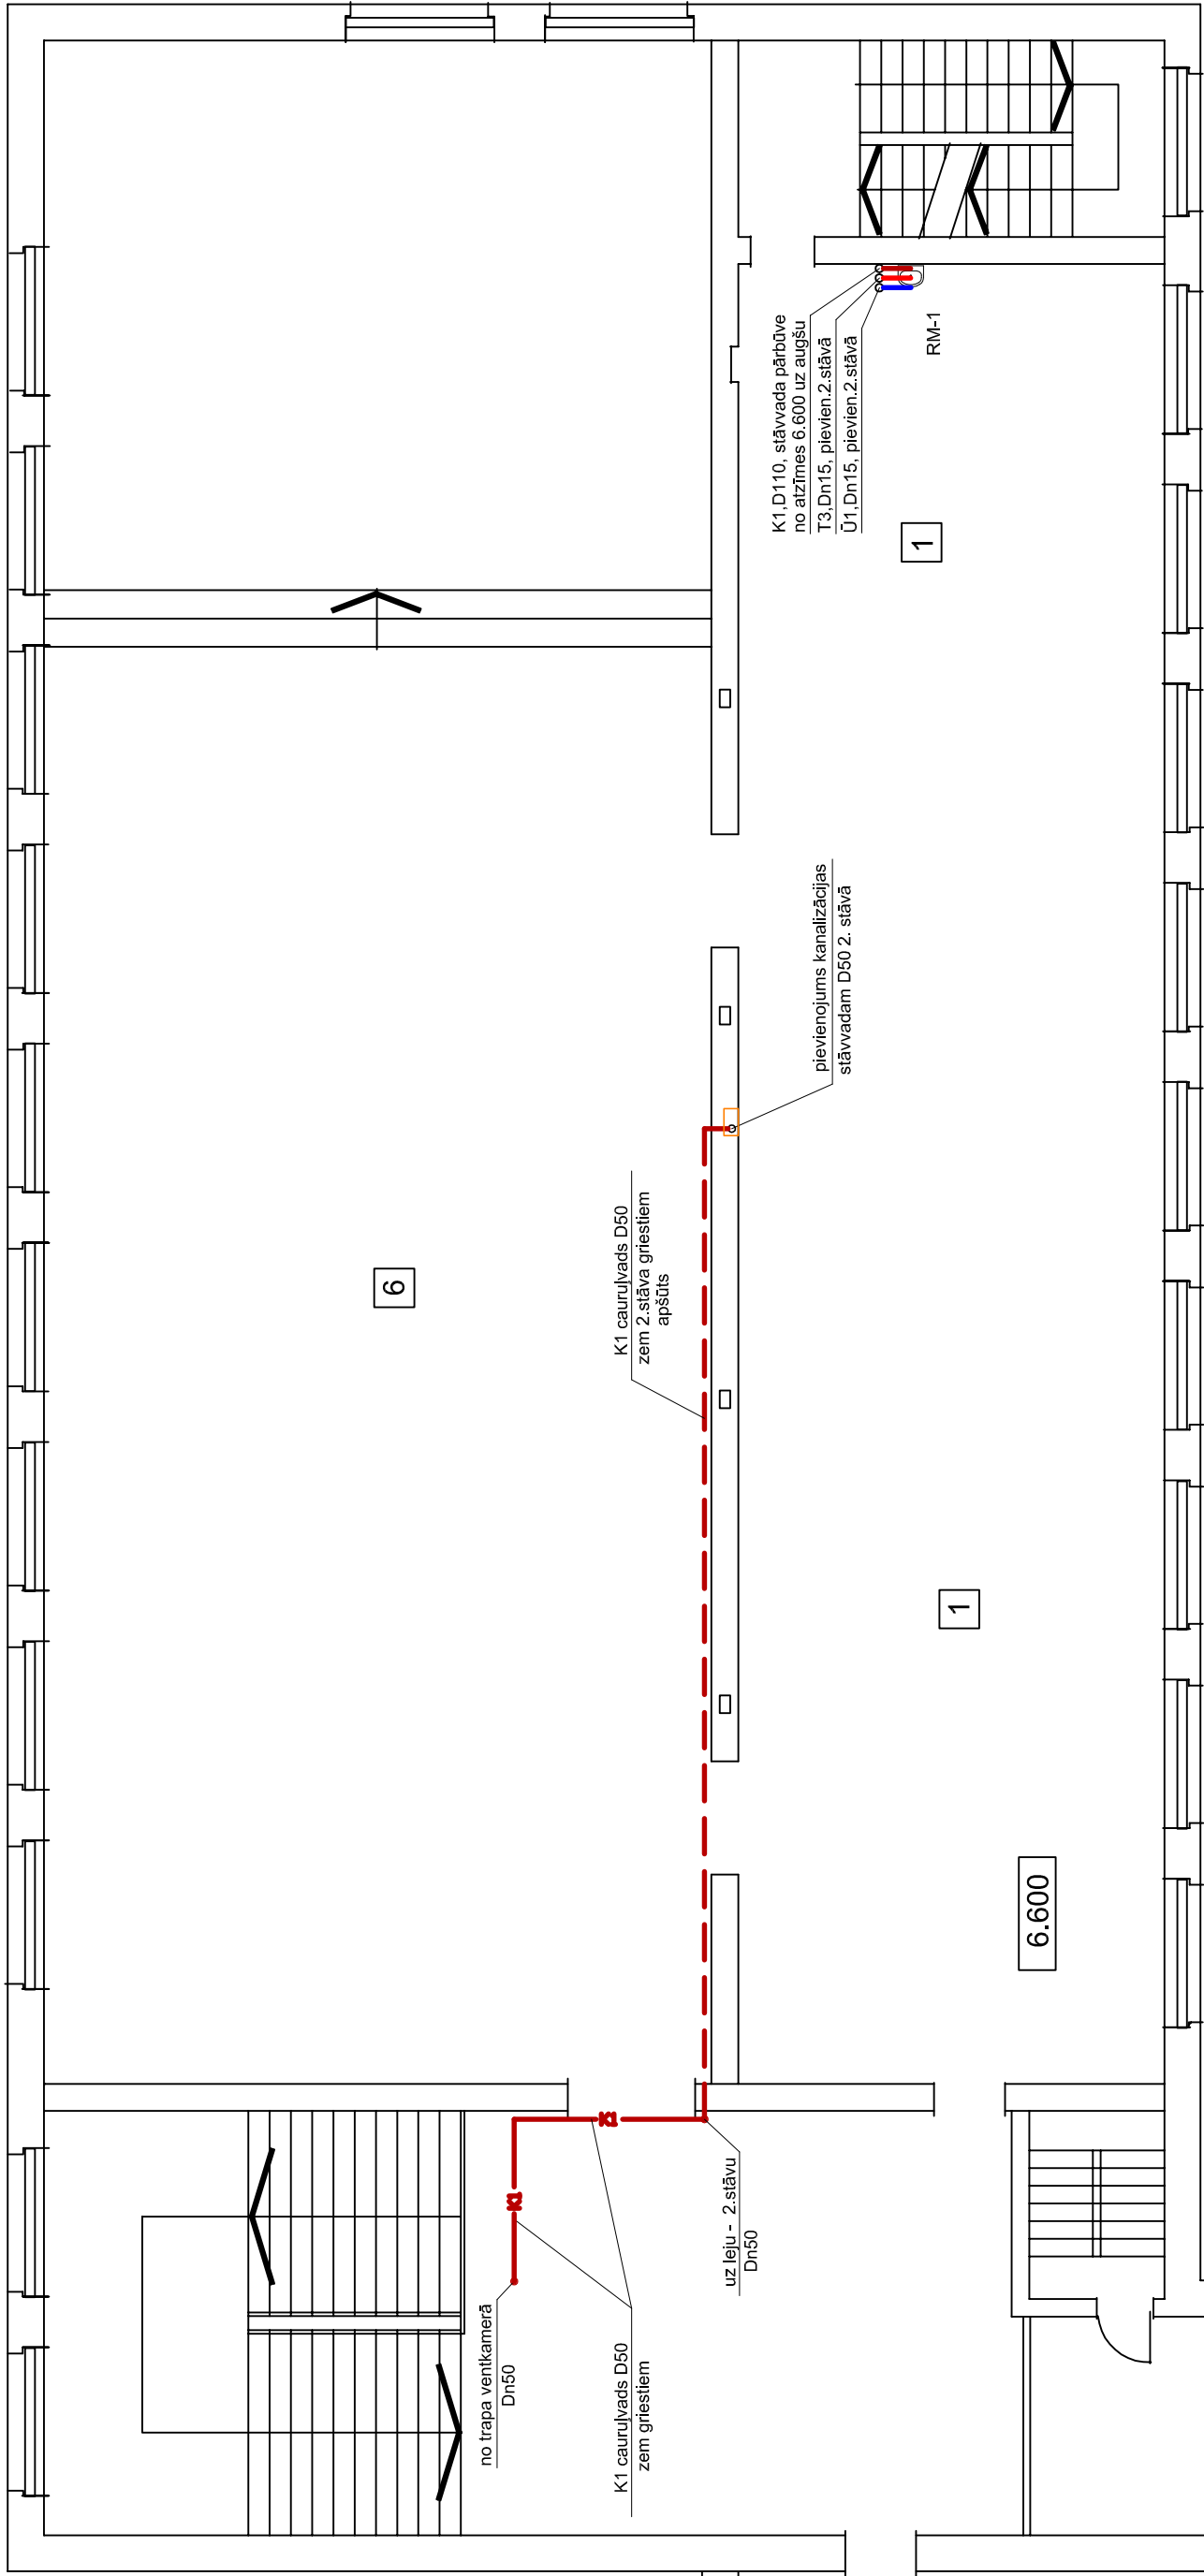 no trapa ventkamerā
Dn50
K1
K1 cauruļvads D50
zem griestiem
K1
6
K1 cauruļvads D50
zem 2.stāva griestiem
apšūts
uz leju - 2.stāvu
Dn50
pievienojums kanalizācijas
stāvvadam D50 2. stāvā
K1,D110, stāvvada pārbūve
no atzīmes 6.600 uz augšu
T3,Dn15, pievien.2.stāvā
Ū1,Dn15, pievien.2.stāvā
RM-1
1
1
6.600